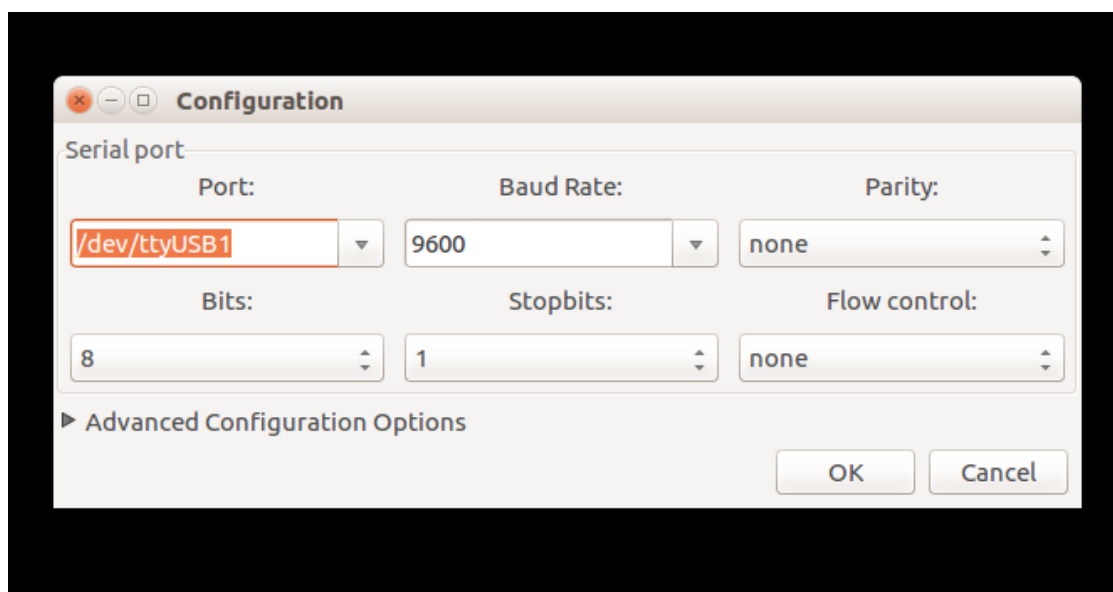 Configuration
Serial port
Port: Baud Rate: Parity:
/dev/ttyUSB1 9600 none
Bits: Stopbits: Flow control:
8 1 none
Advanced Configuration Options
OK Cancel